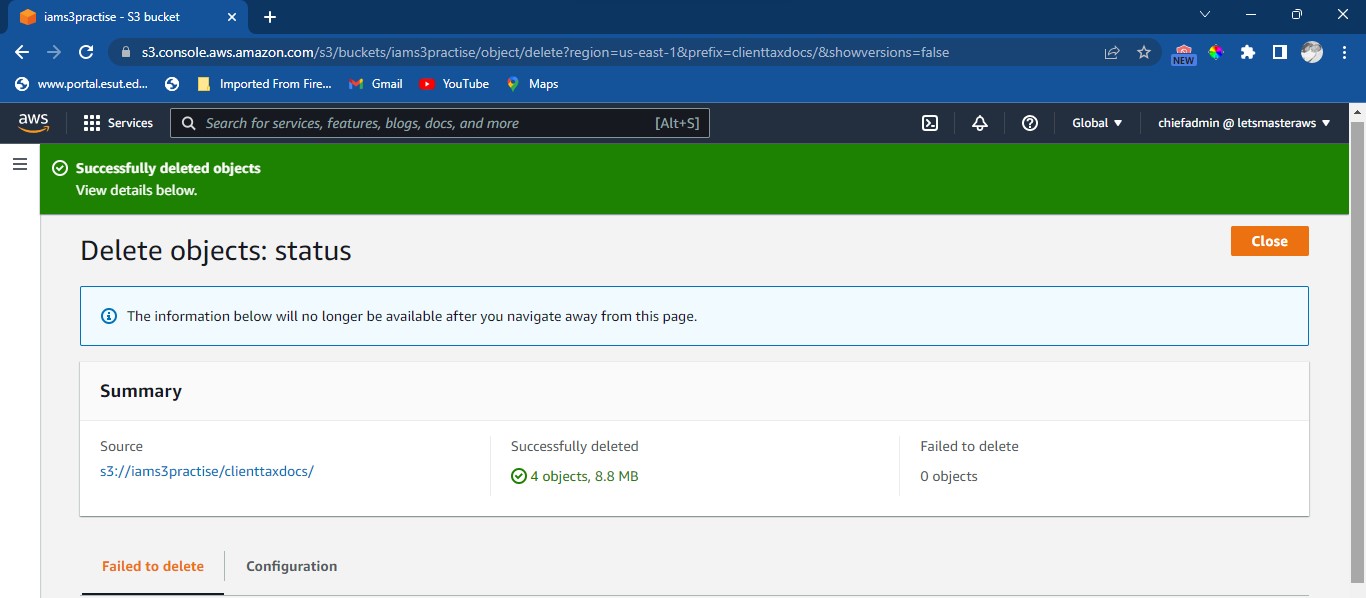 iams3practise - S3 bucket
s3.console.aws.amazon.com/s3/buckets/iams3practise/object/delete?region=us-east-1&prefix=clienttaxdocs/&showversions=false
NEW
www.portal.esut.ed... Imported From Fire... Gmail YouTube Maps
aws Services Search for services, features, blogs, docs, and more [Alt+S] Global chiefadmin @ letsmasteraws
Successfully deleted objects
View details below.
Delete objects: status
Close
The information below will no longer be available after you navigate away from this page.
Summary
Source Successfully deleted Failed to delete
s3://iams3practise/clienttaxdocs/ 4 objects, 8.8 MB 0 objects
Failed to delete Configuration